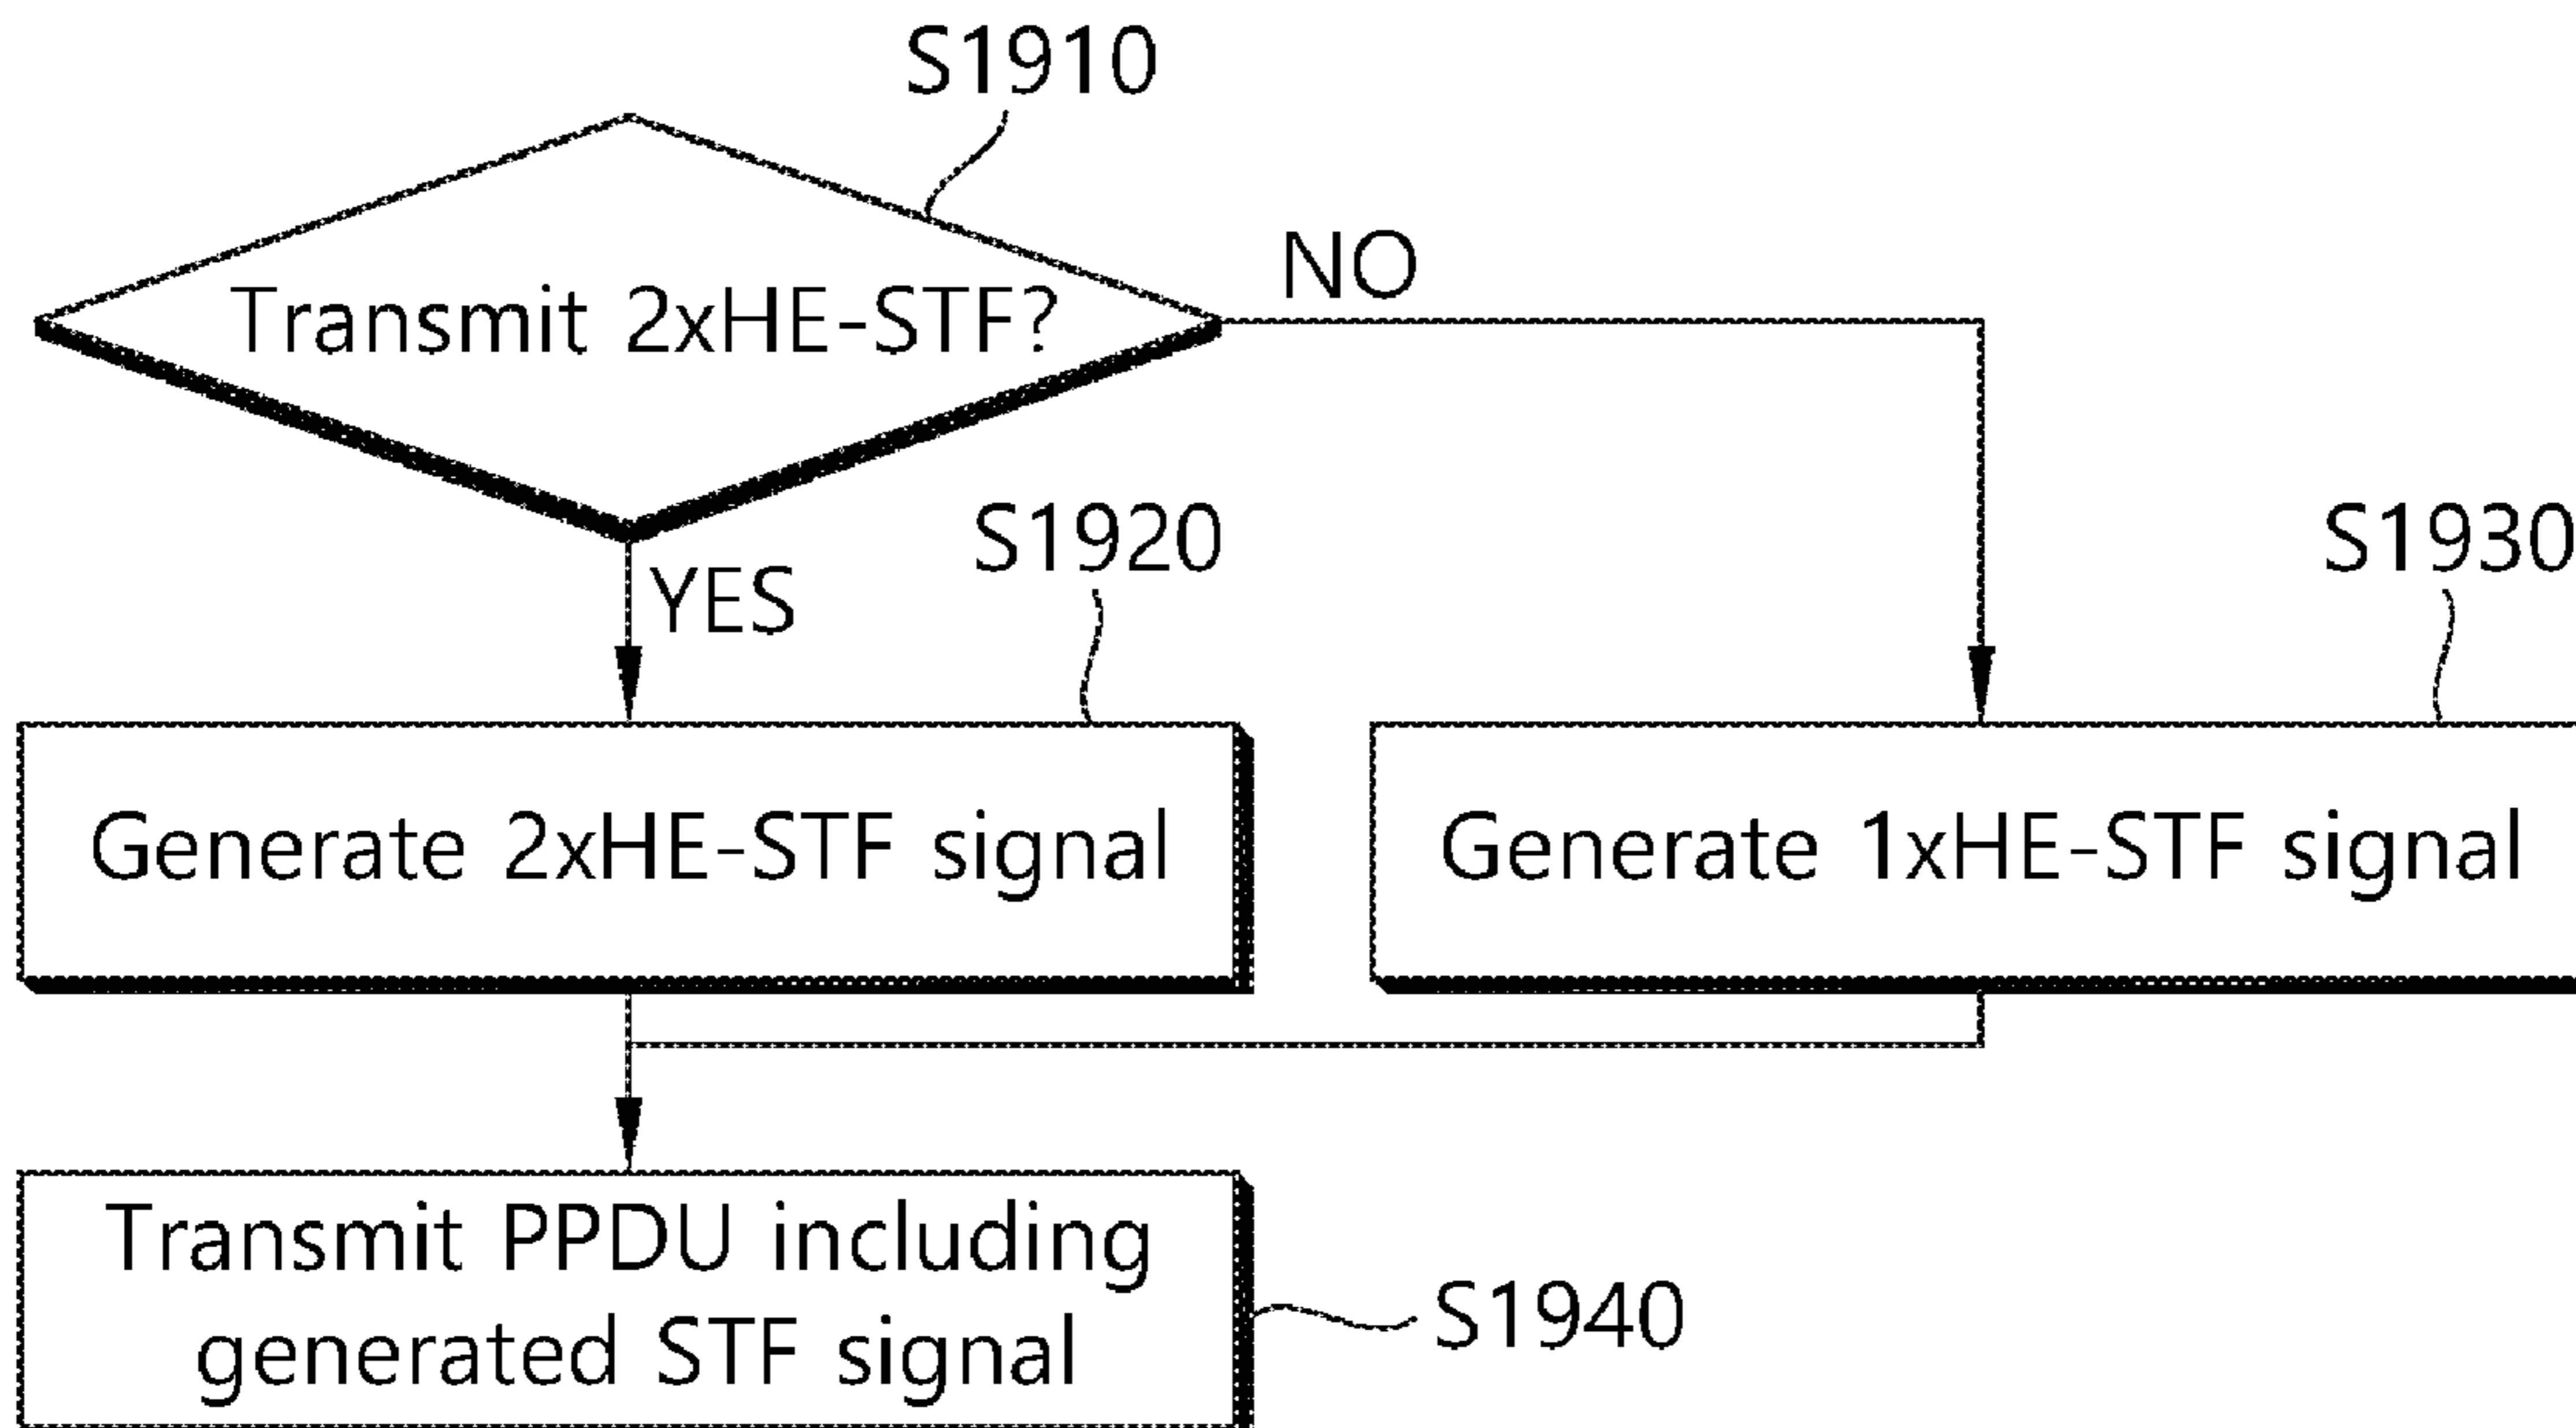 S1910
Transmit 2xHE-STF?
NO
YES
S1920
S1930
Generate 2xHE-STF signal
Generate 1xHE-STF signal
Transmit PPDU including
generated STF signal
S1940